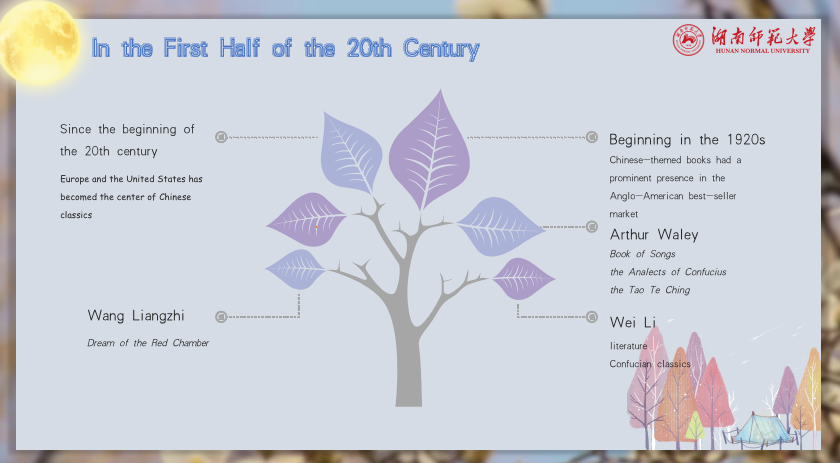 In the First Half of the 20th Century
湖南师范大学
HUNAN NORMAL UNIVERSITY
Since the beginning of
the 20th century
Europe and the United States has
becomed the center of Chinese
classics
Wang Liangzhi
Dream of the Red Chamber
Beginning in the 1920s
Chinese—themed books had a
prominent presence in the
Anglo—American best—seller
market
Arthur Waley
Book of Songs
the Analects of Confucius
the Tao Te Ching
Wei Li
literature
Confucian classics